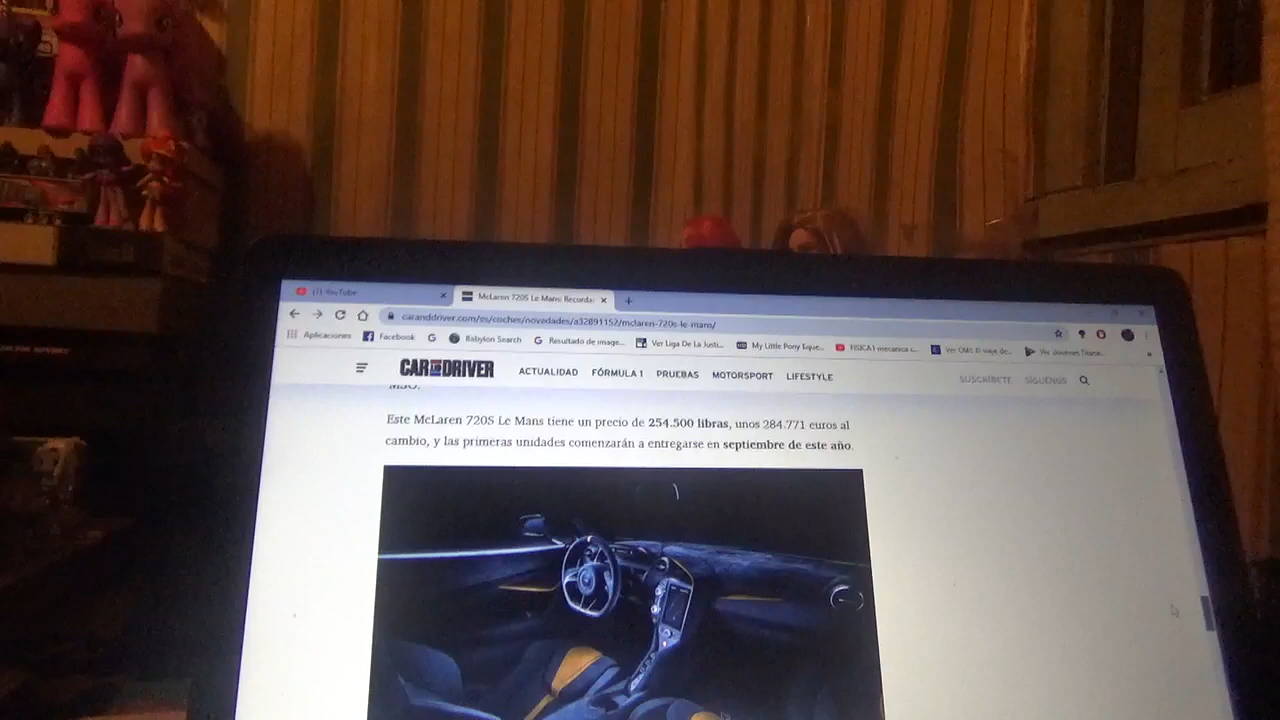 YouTube
McLaren 720S Le Mans: Recorda
caranddriver.com/es/coches/novedades/a32891152/mclaren-720s-le-mans/
Aplicaciones Facebook Babylon Search Resultado de image... Ver Liga De La Justi... My Little Pony Eque... FISICA I mecanica c... Ver
CAR AND DRIVER ACTUALIDAD FÓRMULA 1 PRUEBAS MOTORSPORT LIFESTYLE SUSCRÍBETE SÍGUENOS
MSO.
Este McLaren 720S Le Mans tiene un precio de 254.500 libras, unos 284.771 euros al
cambio, y las primeras unidades comenzarán a entregarse en septiembre de este año.